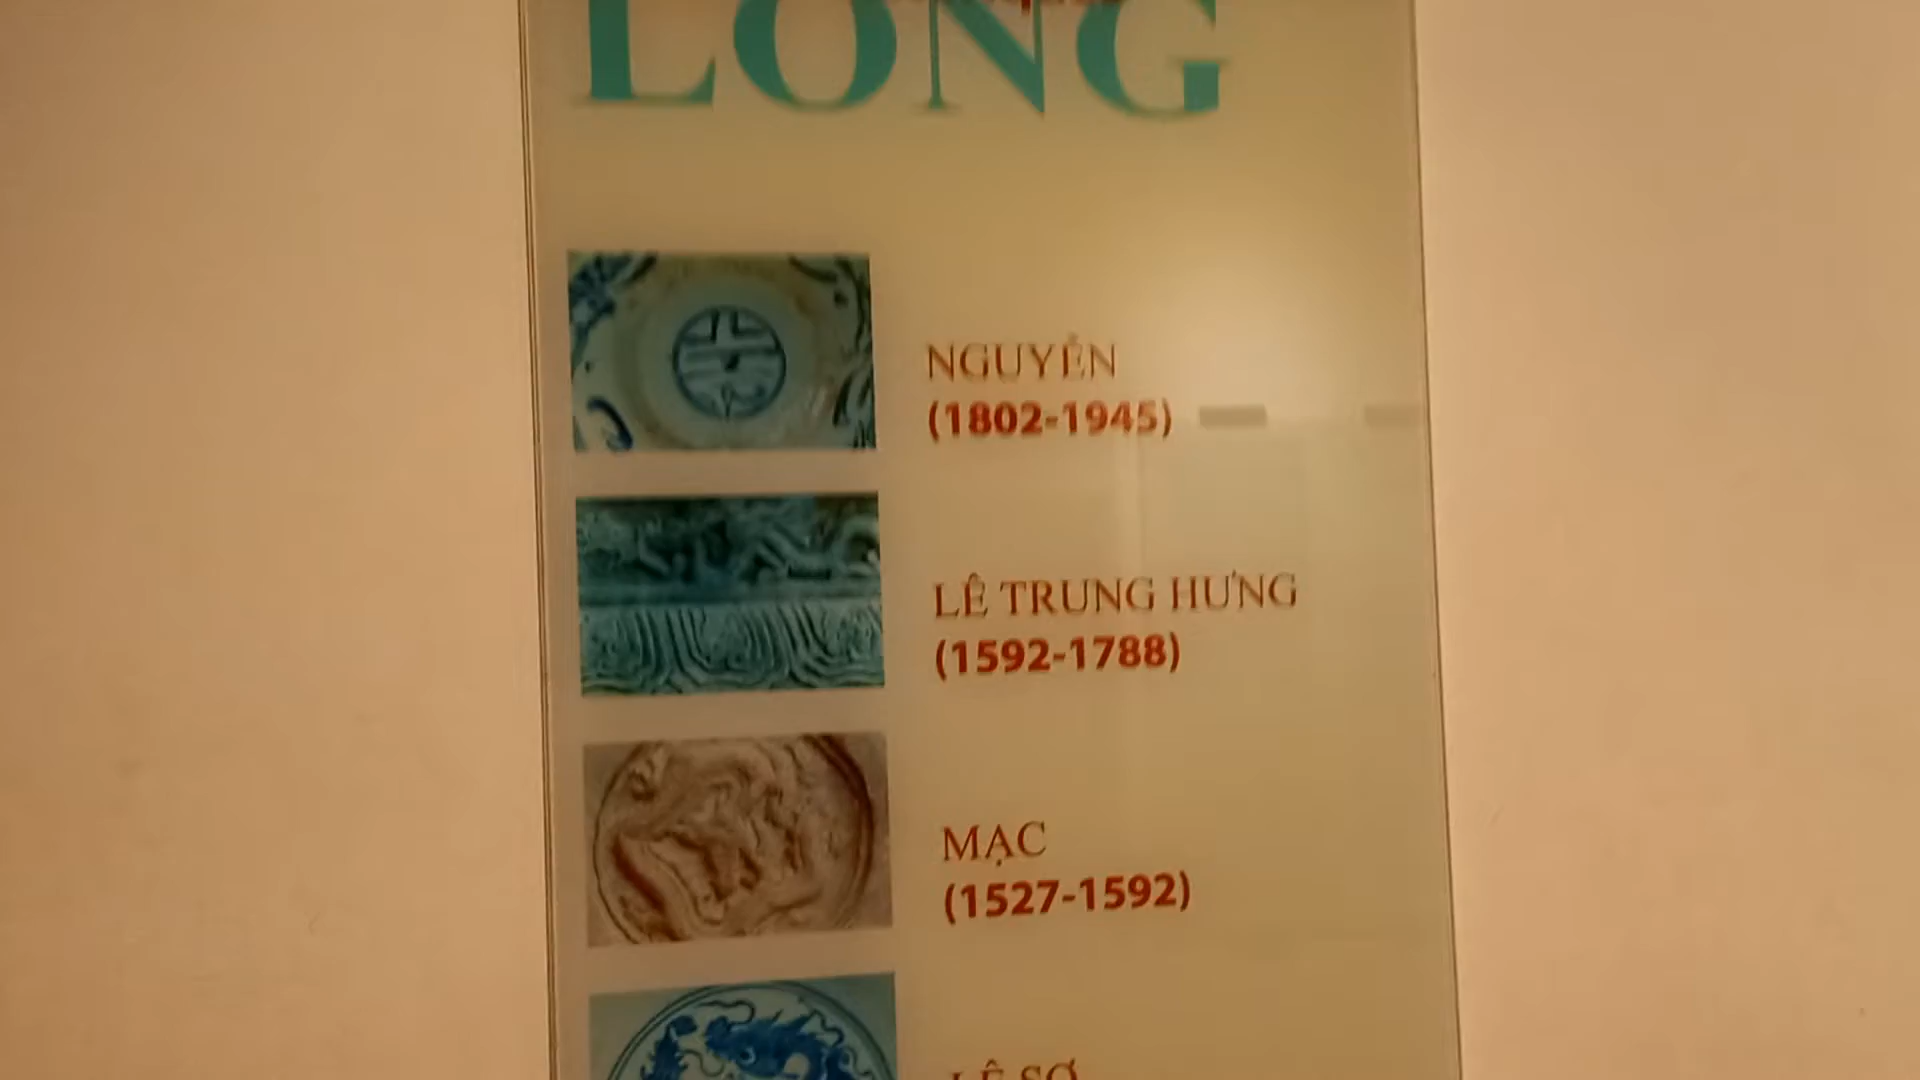 LONG
NGUYỄN
(1802-1945)
LÊ TRUNG HƯNG
(1592-1788)
MẠC
(1527-1592)
LÊ SƠ